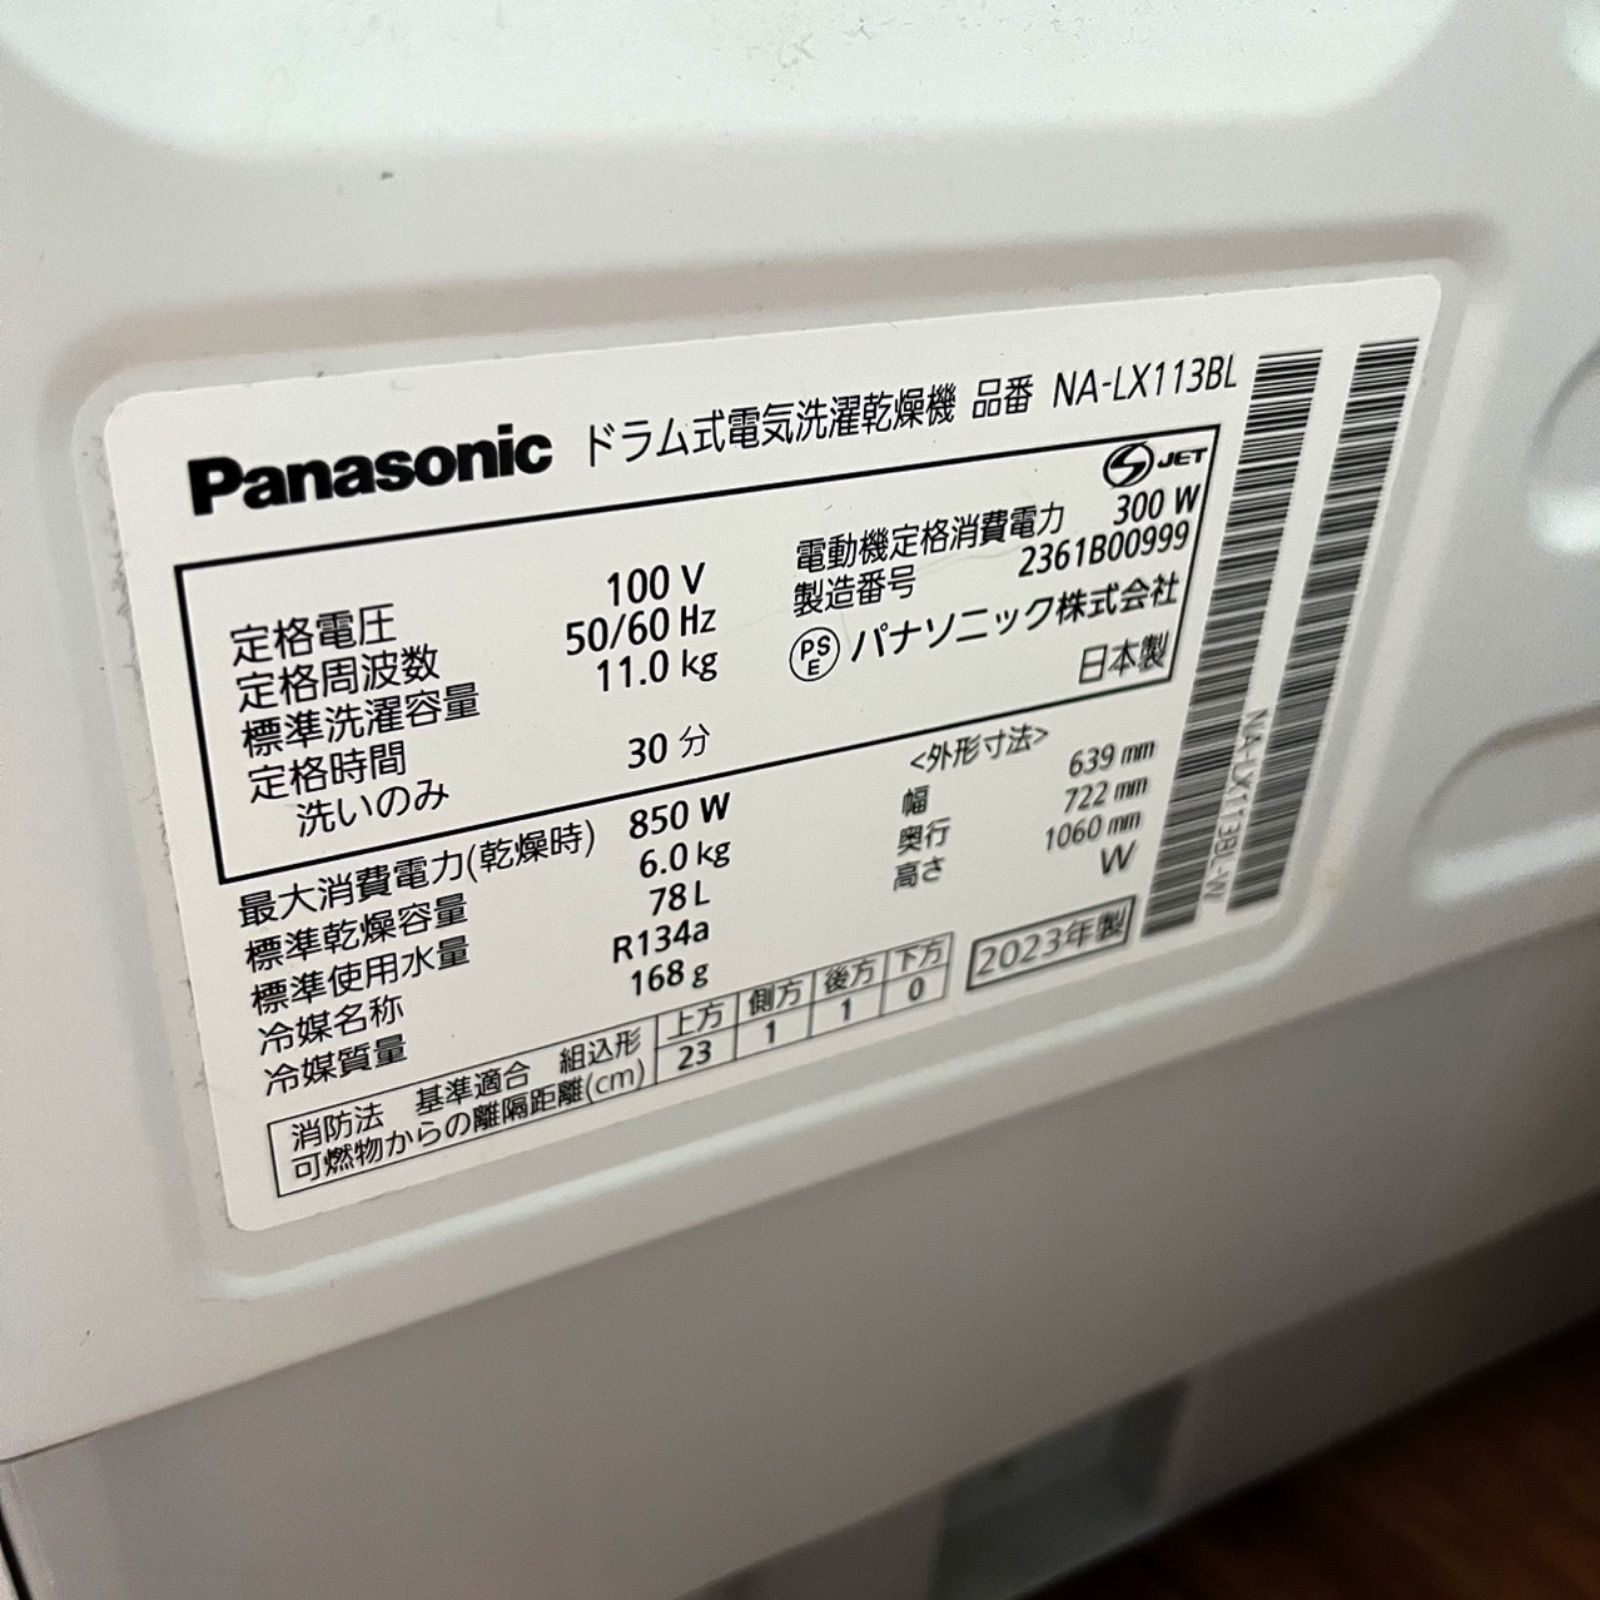 Panasonic ドラム式電気洗濯乾燥機 品番 NA-LX113BL
定格電圧 100 V
定格周波数 50/60 Hz
標準洗濯容量 11.0 kg
定格時間
洗いのみ 30 分
JET
電動機定格消費電力 300 W
製造番号 2361B00999
PSE パナソニック株式会社
日本製
最大消費電力(乾燥時) 850 W
標準乾燥容量 6.0 kg
標準使用水量 78 L
冷媒名称 R134a
冷媒質量 168 g
<外形寸法>
幅 639 mm
奥行 722 mm
高さ 1060 mm
W
2023年製
消防法 基準適合 組込形 上方 側方 後方 下方
可燃物からの離隔距離(cm) 23 1 1 0
NA-LX113BL-W